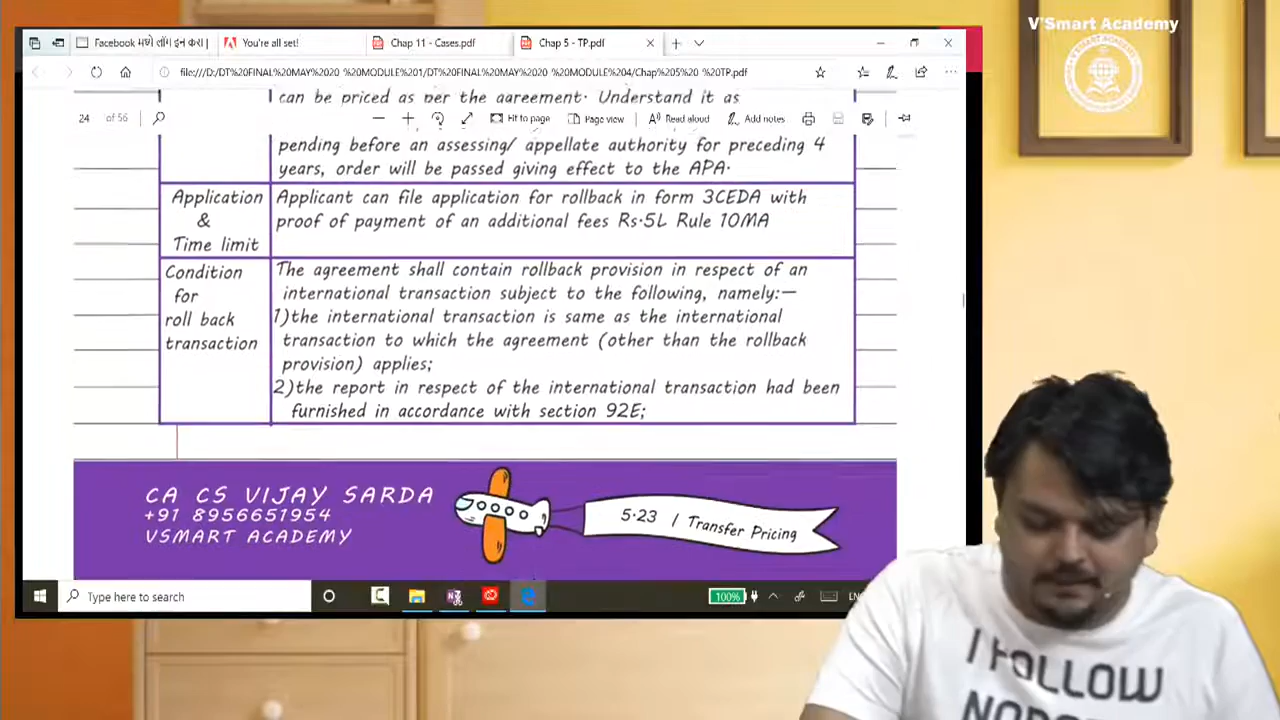 V'Smart Academy
Facebook मध्ये लॉग इन करा |
You're all set!
Chap 11 - Cases.pdf
Chap 5 - TP.pdf
file:///D:/DT%20FINAL%20MAY%2020 %20MODULE%201/DT%20FINAL%20MAY%2020 %20MODULE%204/Chap%205%20 %20TP.pdf
can be priced as per the agreement. Understand it as
24 of 56
Fit to page
Page view
Read aloud
Add notes
pending before an assessing/ appellate authority for preceding 4
years, order will be passed giving effect to the APA.
Application
&
Time limit
Applicant can file application for rollback in form 3CEDA with
proof of payment of an additional fees Rs.5L Rule 10MA
Condition
for
roll back
transaction
The agreement shall contain rollback provision in respect of an
international transaction subject to the following, namely:—
1)the international transaction is same as the international
transaction to which the agreement (other than the rollback
provision) applies;
2)the report in respect of the international transaction had been
furnished in accordance with section 92E;
CA CS VIJAY SARDA
+91 8956651954
VSMART ACADEMY
5.23 / Transfer Pricing
Type here to search
100%
I FOLLOW